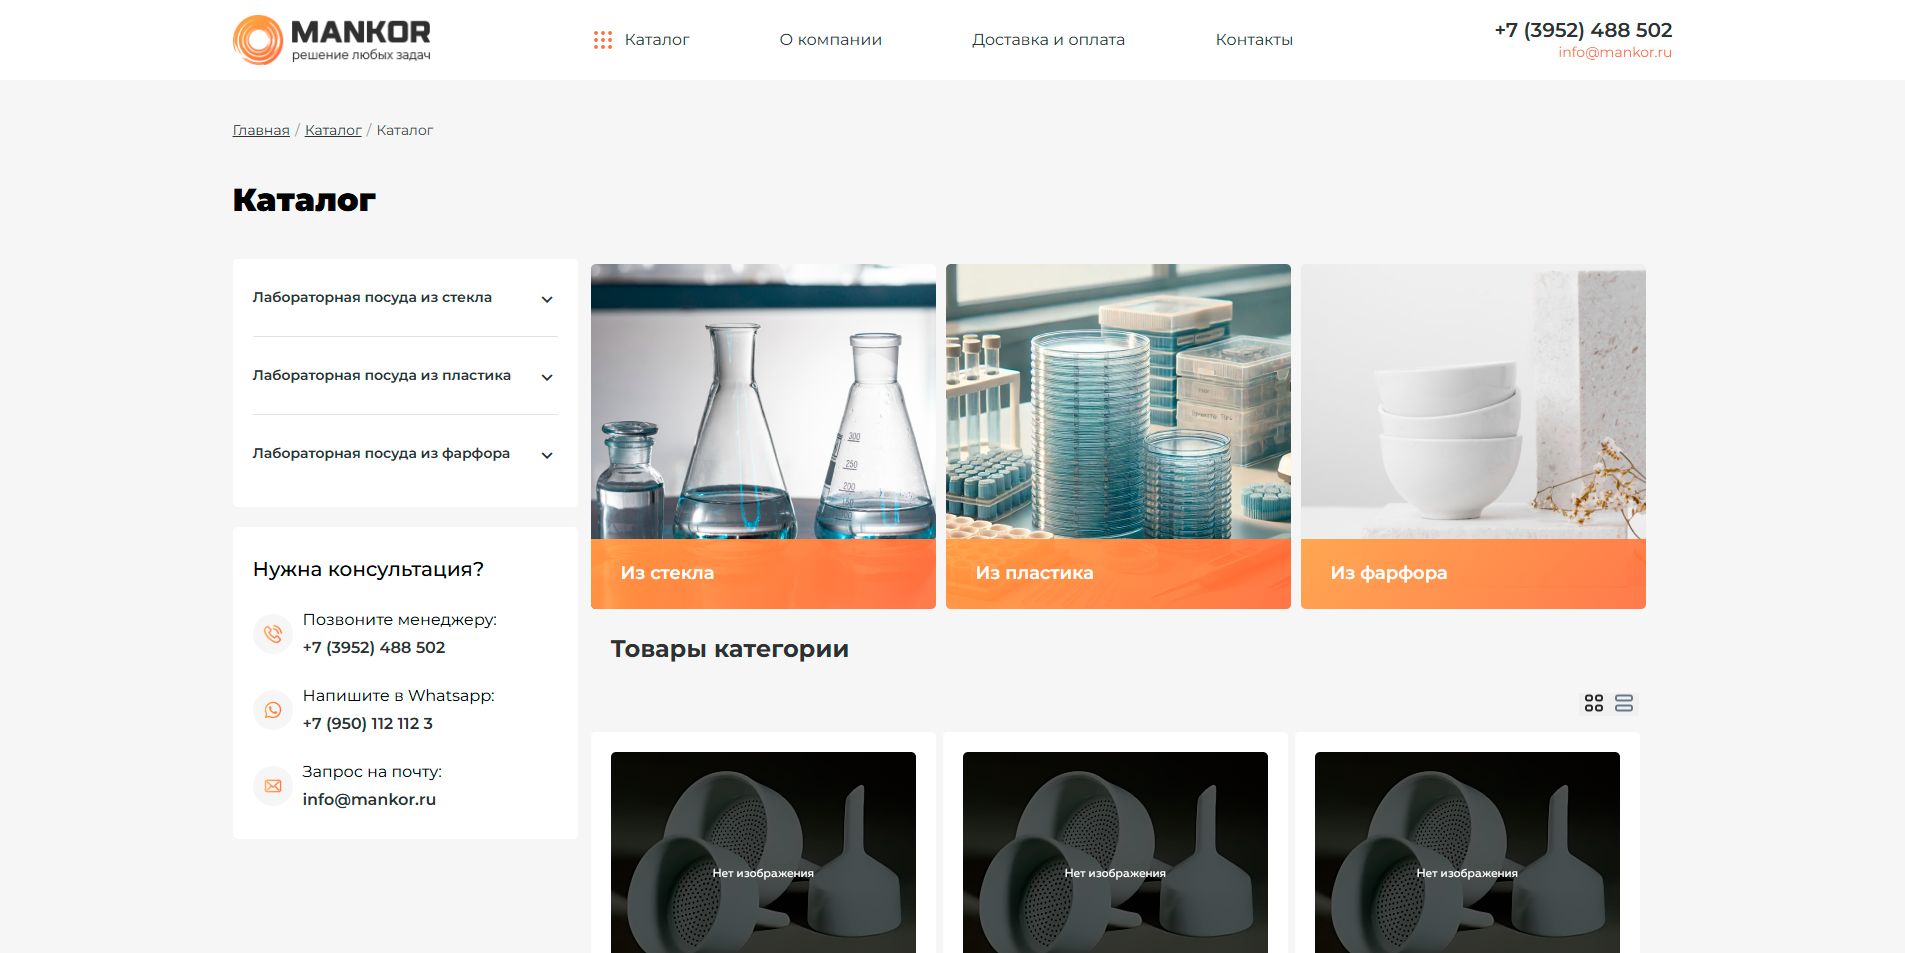 MANKOR
решение любых задач
Каталог
О компании
Доставка и оплата
Контакты
+7 (3952) 488 502
info@mankor.ru
Главная / Каталог / Каталог
Каталог
Лабораторная посуда из стекла
Лабораторная посуда из пластика
Лабораторная посуда из фарфора
Нужна консультация?
Позвоните менеджеру:
+7 (3952) 488 502
Напишите в Whatsapp:
+7 (950) 112 112 3
Запрос на почту:
info@mankor.ru
300
250
200
Из стекла
Из пластика
Из фарфора
Товары категории
Нет изображения
Нет изображения
Нет изображения